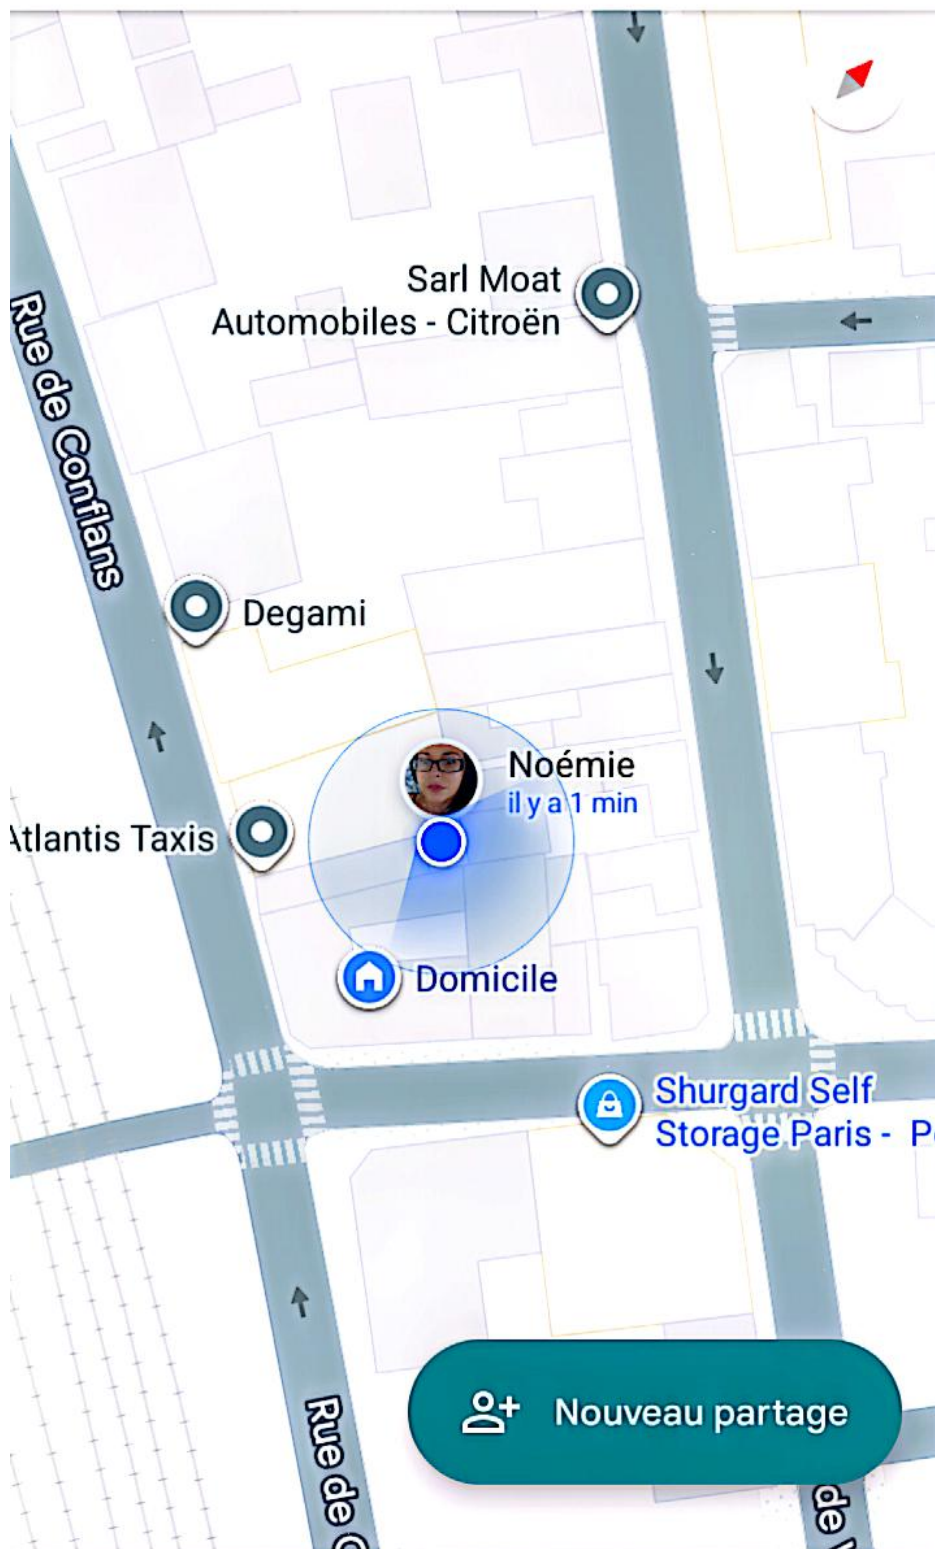 Sarl Moat
Automobiles - Citroën
Rue de Conflans
Degami
Noémie
il y a 1 min
Atlantis Taxis
Domicile
Shurgard Self
Storage Paris - P
Nouveau partage
Rue de
de